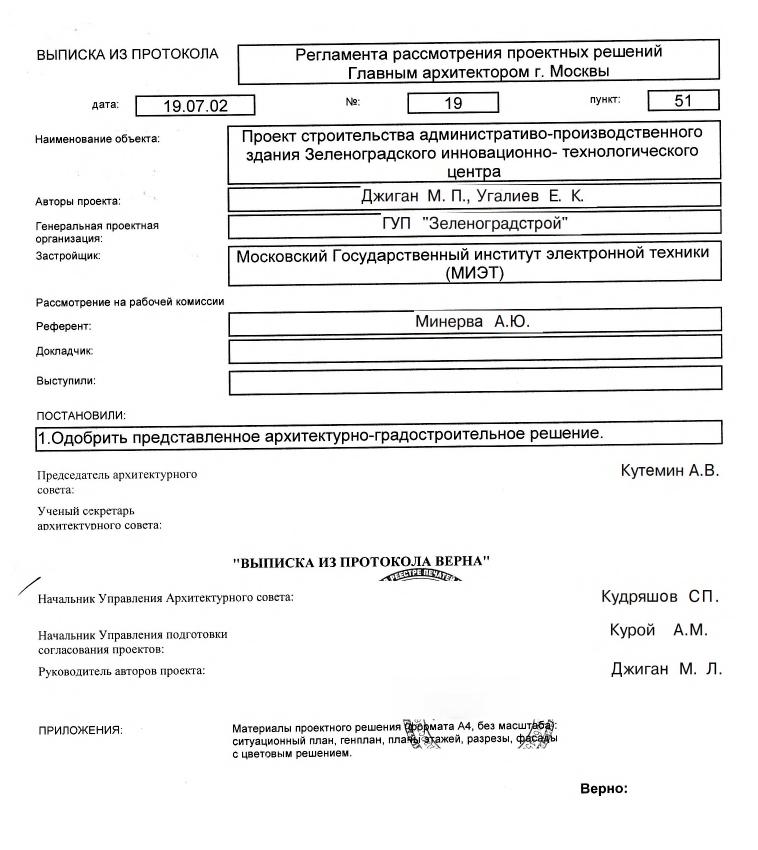 ВЫПИСКА ИЗ ПРОТОКОЛА
Регламента рассмотрения проектных решений
Главным архитектором г. Москвы
дата: 19.07.02 №: 19 пункт: 51
Наименование объекта:
Проект строительства административо-производственного
здания Зеленоградского инновационно- технологического
центра
Авторы проекта: Джиган М. П., Угалиев Е. К.
Генеральная проектная
организация:
ГУП "Зеленоградстрой"
Застройщик:
Московский Государственный институт электронной техники
(МИЭТ)
Рассмотрение на рабочей комиссии
Референт: Минерва А.Ю.
Докладчик:
Выступили:
ПОСТАНОВИЛИ:
1.Одобрить представленное архитектурно-градостроительное решение.
Председатель архитектурного
совета:
Кутемин А.В.
Ученый секретарь
архитектурного совета:
"ВЫПИСКА ИЗ ПРОТОКОЛА ВЕРНА"
РЕЕСТРЕ ПЕЧАТЕЙ
Начальник Управления Архитектурного совета: Кудряшов СП.
Начальник Управления подготовки
согласования проектов:
Курой А.М.
Руководитель авторов проекта: Джиган М. Л.
ПРИЛОЖЕНИЯ:
Материалы проектного решения (формата А4, без масштаба):
ситуационный план, генплан, планы этажей, разрезы, фасады
с цветовым решением.
Верно: